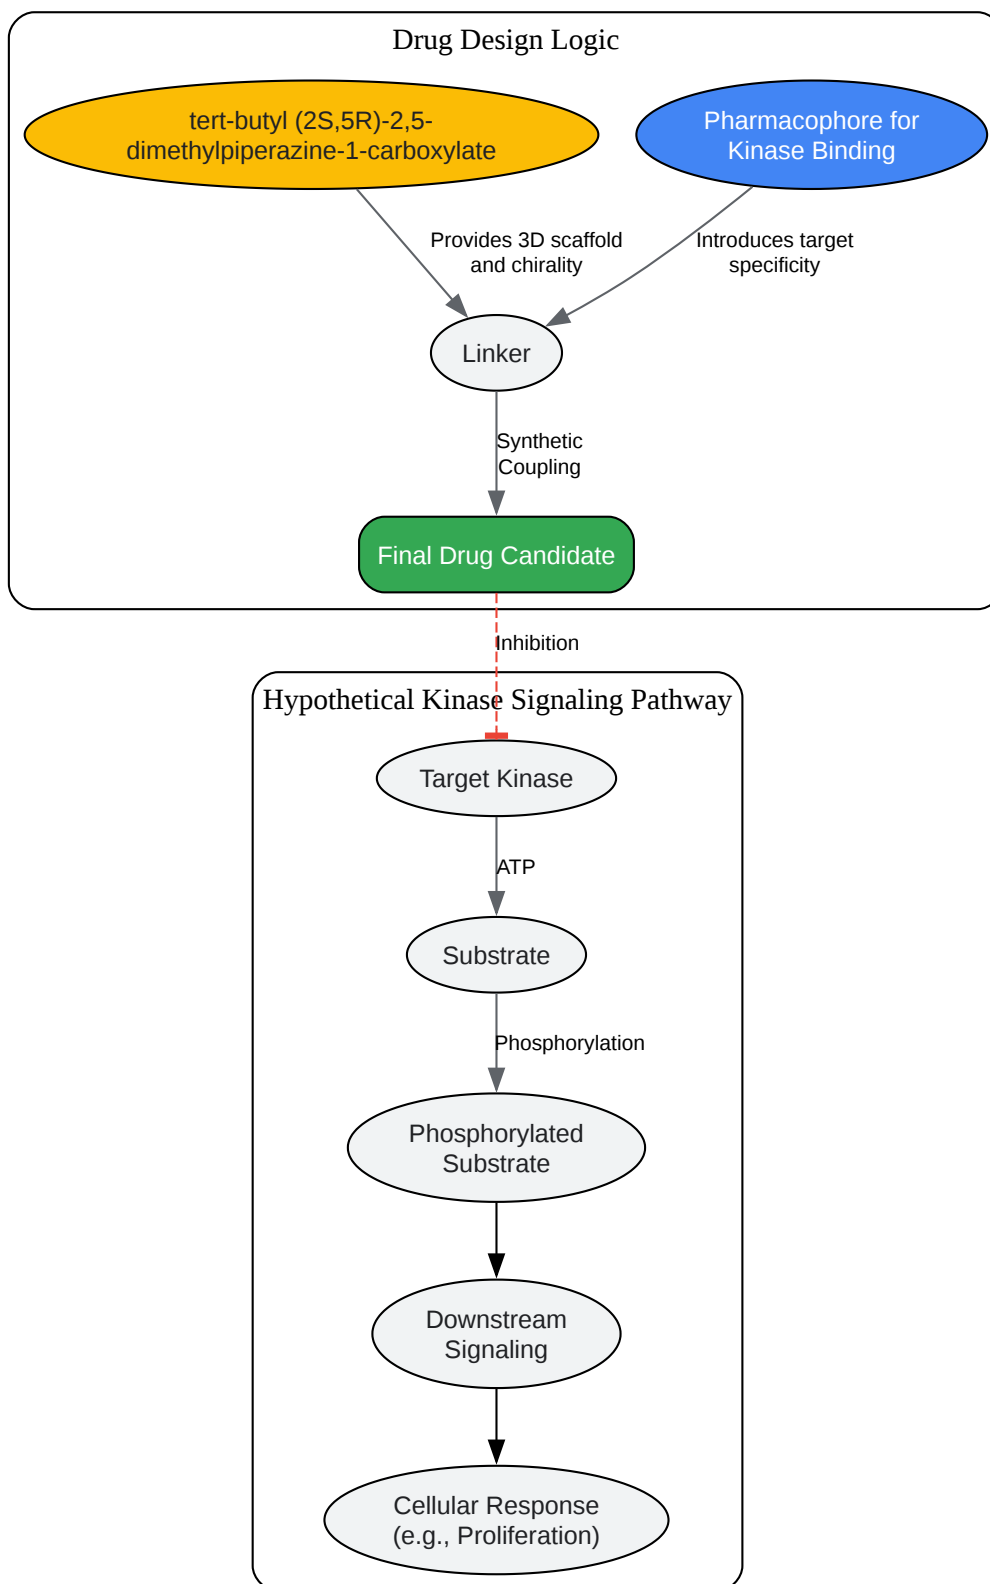 Drug Design Logic
tert-butyl (2S,5R)-2,5-
dimethylpiperazine-1-carboxylate
Pharmacophore for
Kinase Binding
Provides 3D scaffold
and chirality
Introduces target
specificity
Linker
Synthetic
Coupling
Final Drug Candidate
Inhibition
Hypothetical Kinase Signaling Pathway
Target Kinase
ATP
Substrate
Phosphorylation
Phosphorylated
Substrate
Downstream
Signaling
Cellular Response
(e.g., Proliferation)